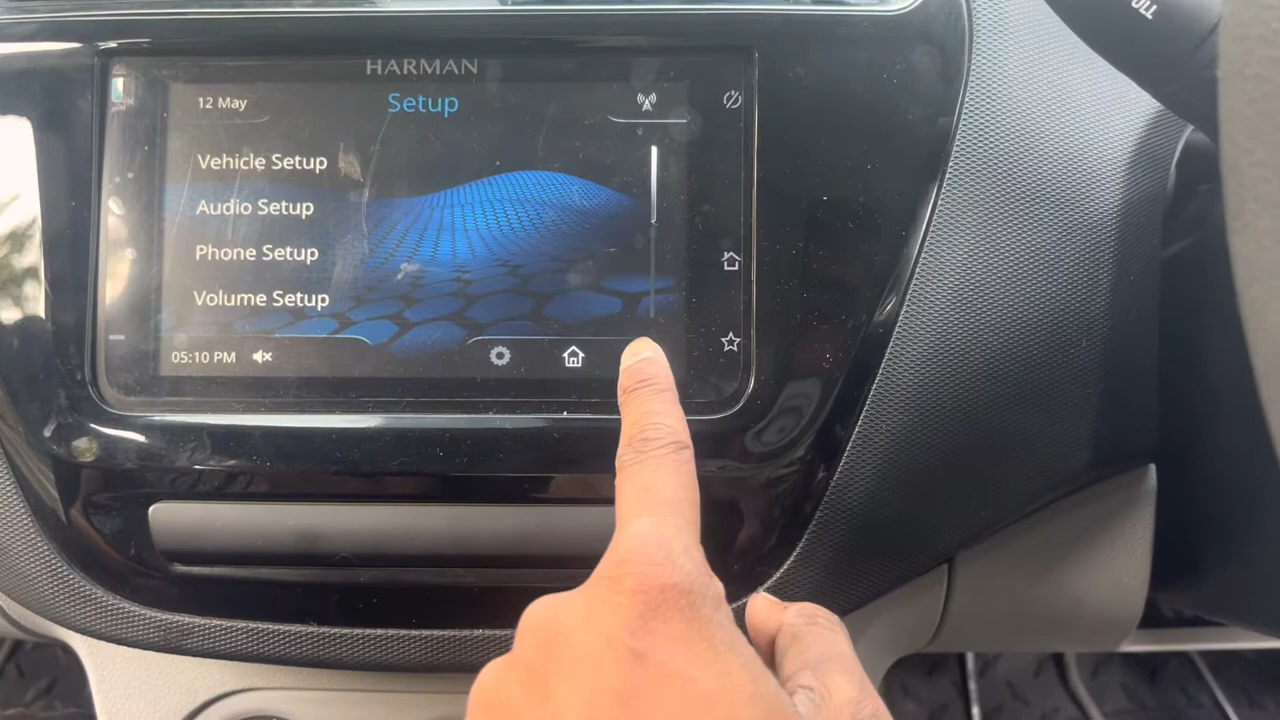 HARMAN
12 May
Setup
Vehicle Setup
Audio Setup
Phone Setup
Volume Setup
05:10 PM